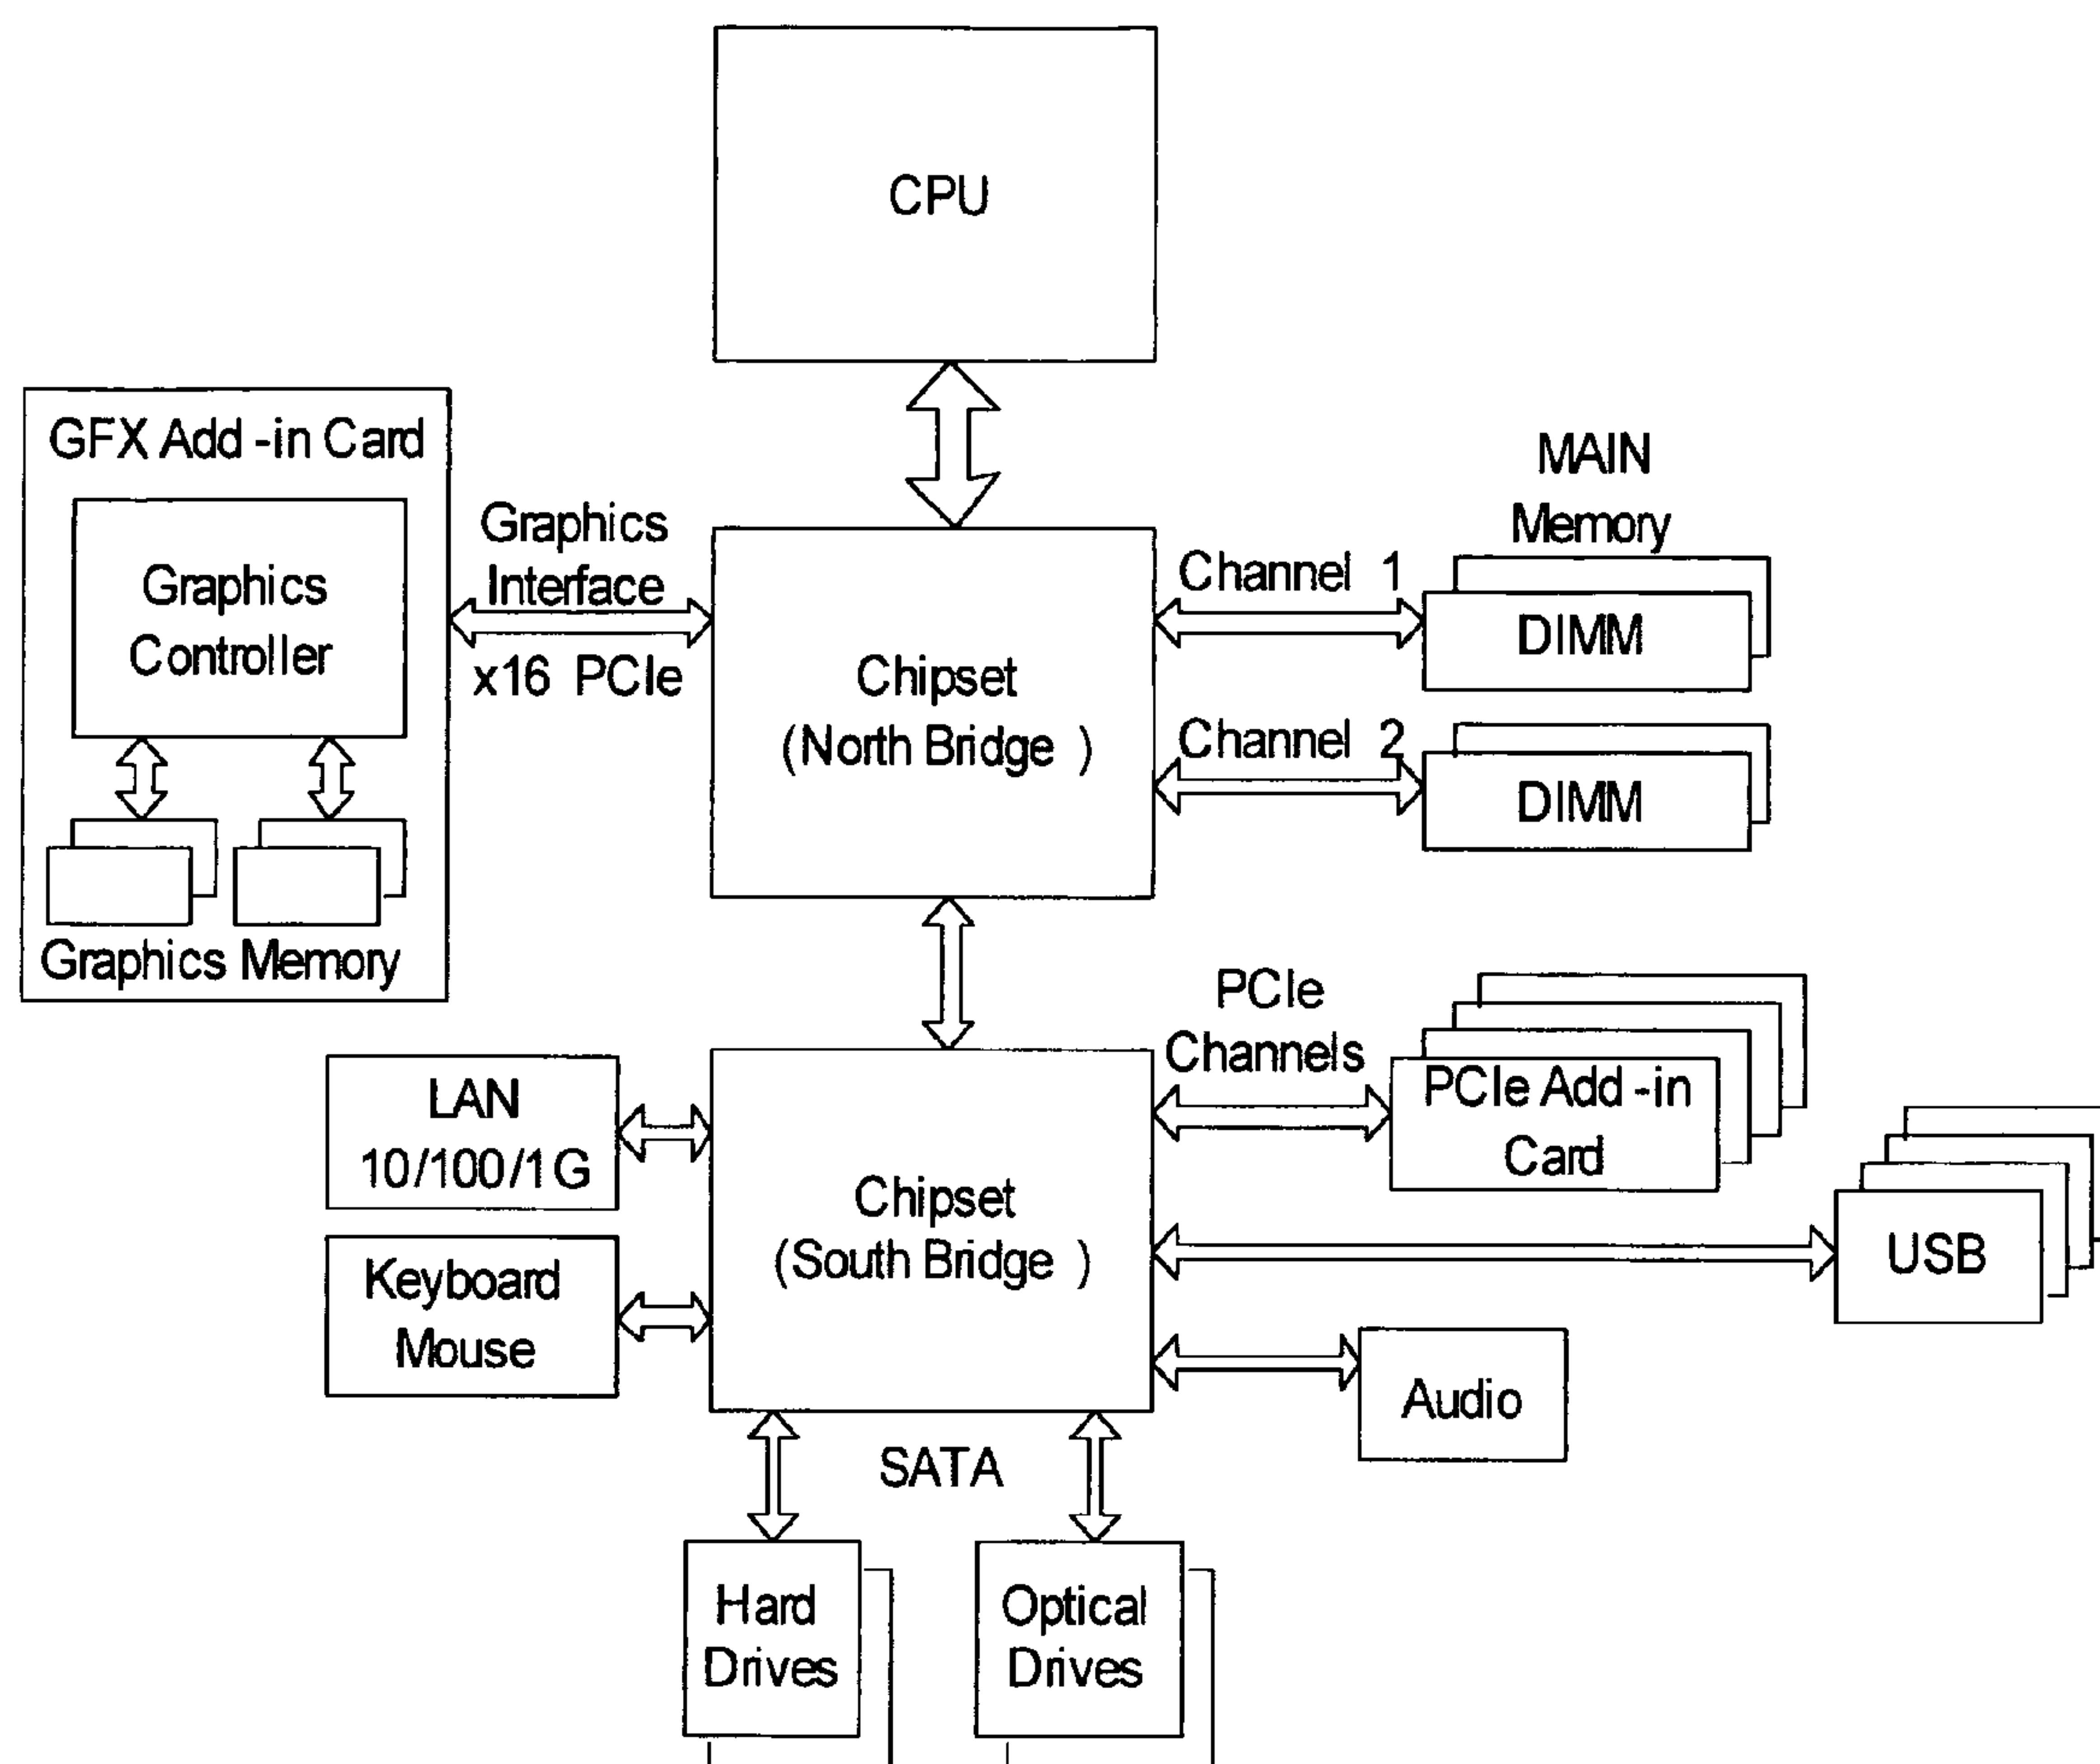 CPU
GFX Add -in Card
Graphics
Controller
Graphics Memory
Graphics
Interface
x16 PCIe
Chipset
(North Bridge )
MAIN
Memory
Channel 1
DIMM
Channel 2
DIMM
LAN
10/100/1G
Keyboard
Mouse
Chipset
(South Bridge )
PCIe
Channels
PCIe Add -in
Card
USB
Audio
SATA
Hard
Drives
Optical
Drives